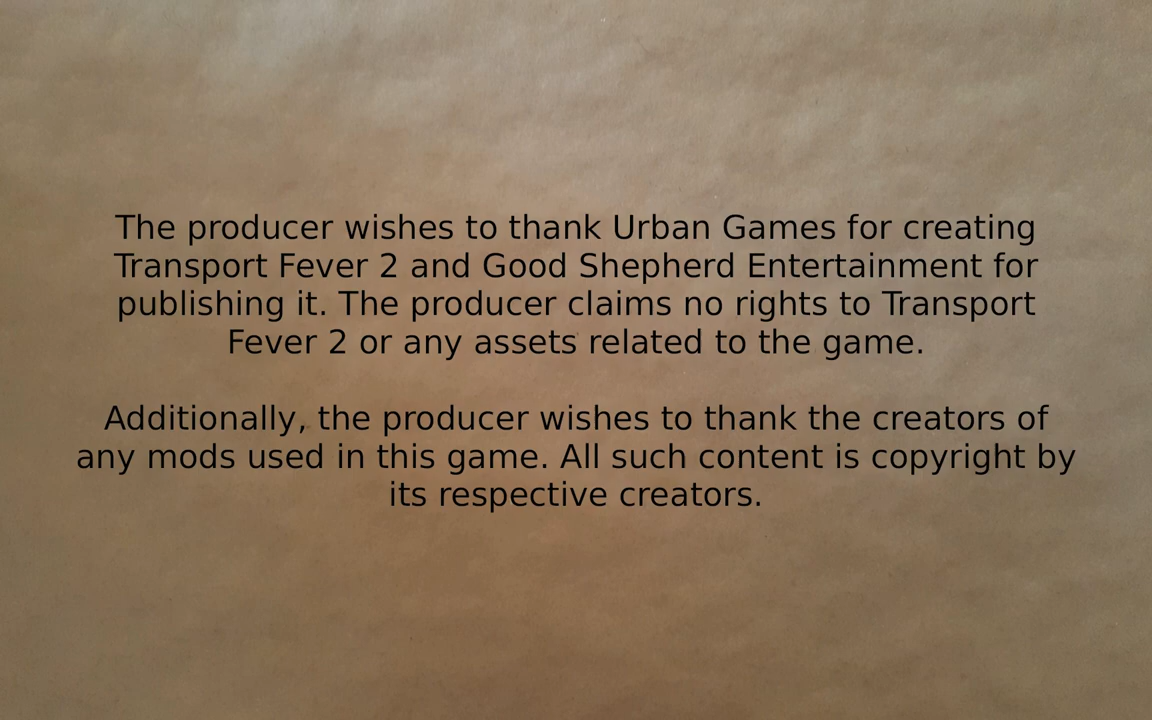 The producer wishes to thank Urban Games for creating
Transport Fever 2 and Good Shepherd Entertainment for
publishing it. The producer claims no rights to Transport
Fever 2 or any assets related to the game.
Additionally, the producer wishes to thank the creators of
any mods used in this game. All such content is copyright by
its respective creators.